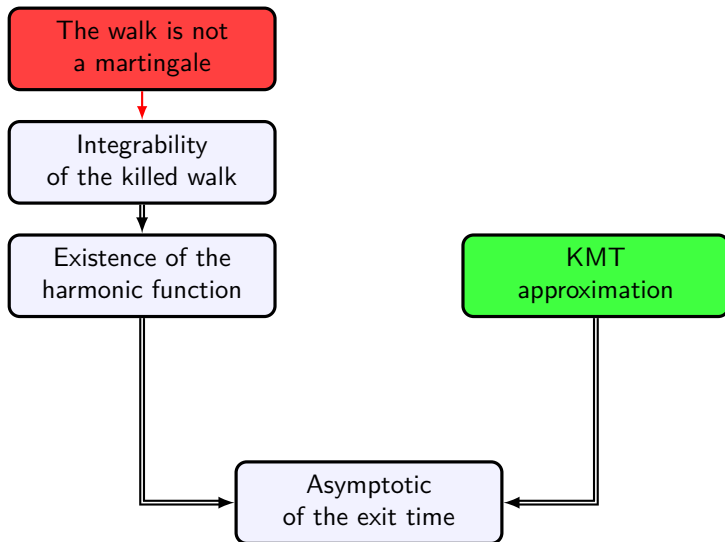 The walk is not
a martingale
Integrability
of the killed walk
Existence of the
harmonic function
KMT
approximation
Asymptotic
of the exit time